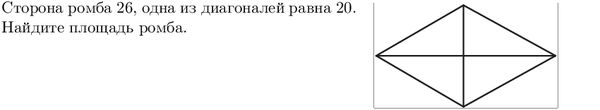 Сторона ромба 26, одна из диагоналей равна 20.
Найдите площадь ромба.